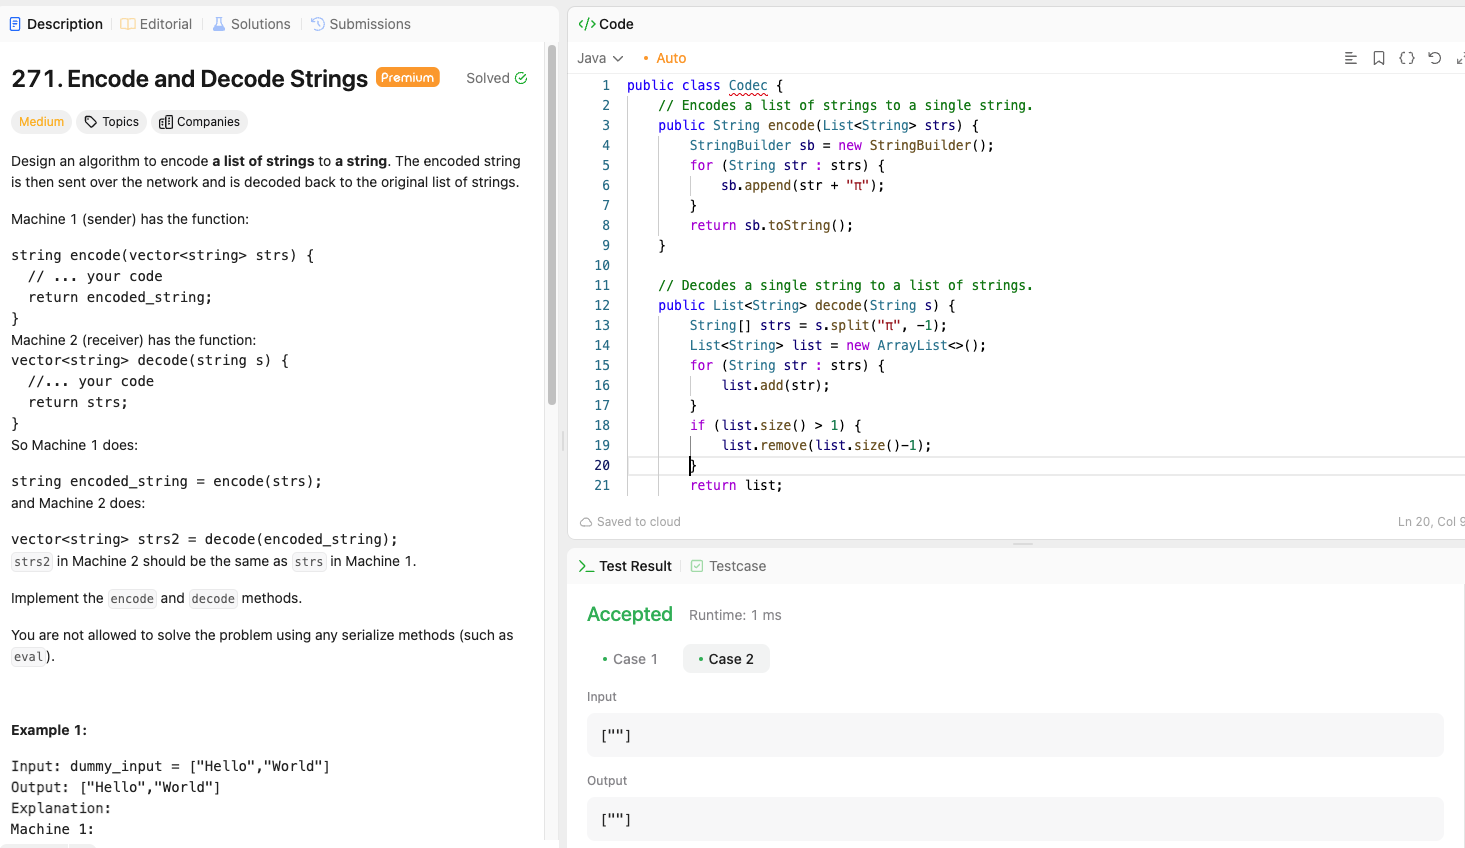 Description
Editorial
Solutions
Submissions
271. Encode and Decode Strings
Premium
Solved
Medium
Topics
Companies
Design an algorithm to encode a list of strings to a string. The encoded string
is then sent over the network and is decoded back to the original list of strings.
Machine 1 (sender) has the function:
string encode(vector<string> strs) {
  // ... your code
  return encoded_string;
}
Machine 2 (receiver) has the function:
vector<string> decode(string s) {
  //... your code
  return strs;
}
So Machine 1 does:
string encoded_string = encode(strs);
and Machine 2 does:
vector<string> strs2 = decode(encoded_string);
strs2 in Machine 2 should be the same as strs in Machine 1.
Implement the encode and decode methods.
You are not allowed to solve the problem using any serialize methods (such as
eval).
Example 1:
Input: dummy_input = ["Hello","World"]
Output: ["Hello","World"]
Explanation:
Machine 1:
</> Code
Java
• Auto
1 public class Codec {
2     // Encodes a list of strings to a single string.
3     public String encode(List<String> strs) {
4         StringBuilder sb = new StringBuilder();
5         for (String str : strs) {
6             sb.append(str + "π");
7         }
8         return sb.toString();
9     }
10
11     // Decodes a single string to a list of strings.
12     public List<String> decode(String s) {
13         String[] strs = s.split("π", -1);
14         List<String> list = new ArrayList<>();
15         for (String str : strs) {
16             list.add(str);
17         }
18         if (list.size() > 1) {
19             list.remove(list.size()-1);
20         }
21         return list;
Saved to cloud
Ln 20, Col 9
Test Result
Testcase
Accepted
Runtime: 1 ms
• Case 1
• Case 2
Input
[""]
Output
[""]